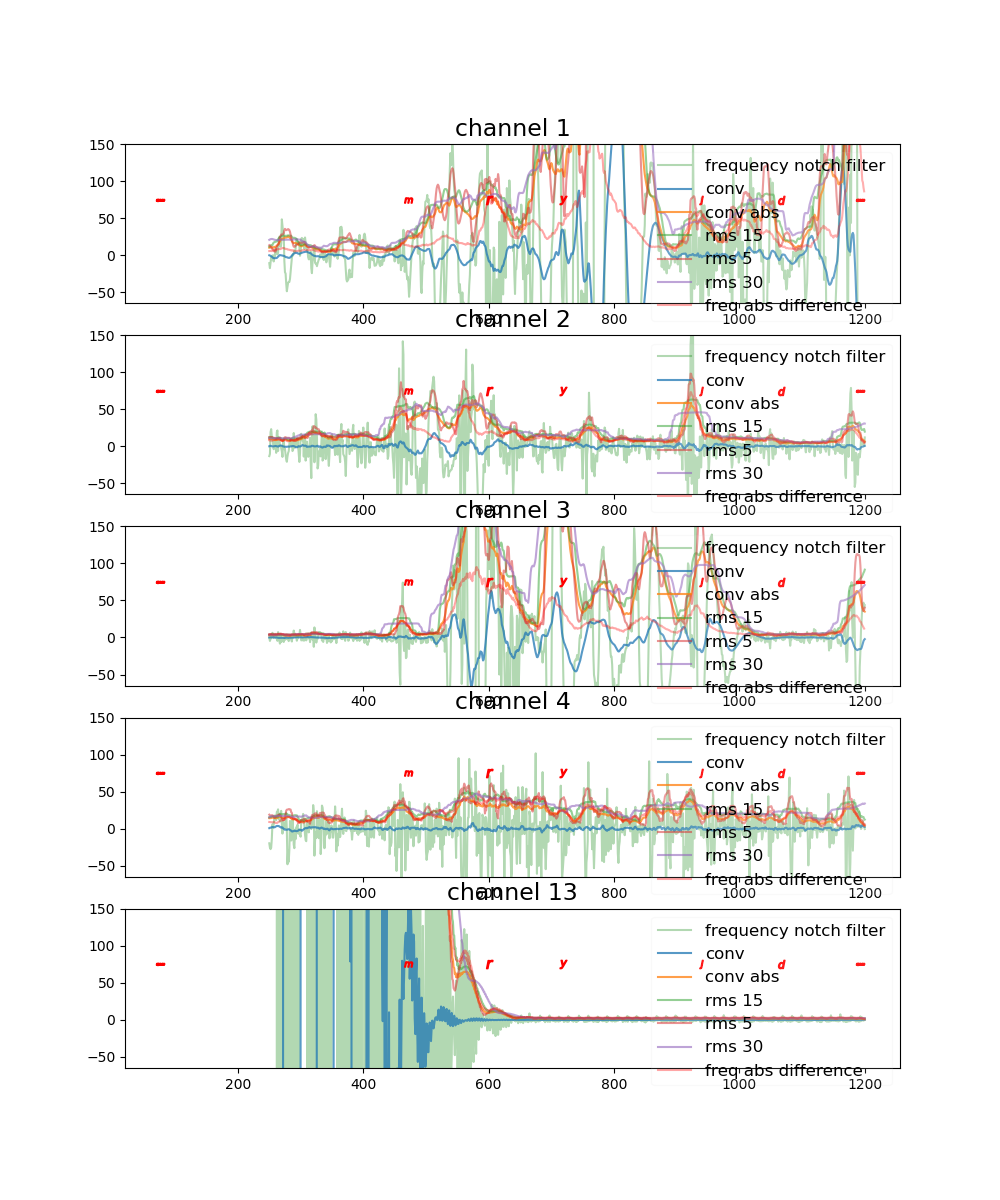 channel 1
150
100
50
0
−50
– m r y j d –
frequency notch filter
conv
conv abs
rms 15
rms 5
rms 30
freq abs difference
200 400 600 800 1000 1200
channel 2
150
100
50
0
−50
– m r y j d –
frequency notch filter
conv
conv abs
rms 15
rms 5
rms 30
freq abs difference
200 400 600 800 1000 1200
channel 3
150
100
50
0
−50
– m r y j d –
frequency notch filter
conv
conv abs
rms 15
rms 5
rms 30
freq abs difference
200 400 600 800 1000 1200
channel 4
150
100
50
0
−50
– m r y j d –
frequency notch filter
conv
conv abs
rms 15
rms 5
rms 30
freq abs difference
200 400 600 800 1000 1200
channel 13
150
100
50
0
−50
– m r y j d –
frequency notch filter
conv
conv abs
rms 15
rms 5
rms 30
freq abs difference
200 400 600 800 1000 1200